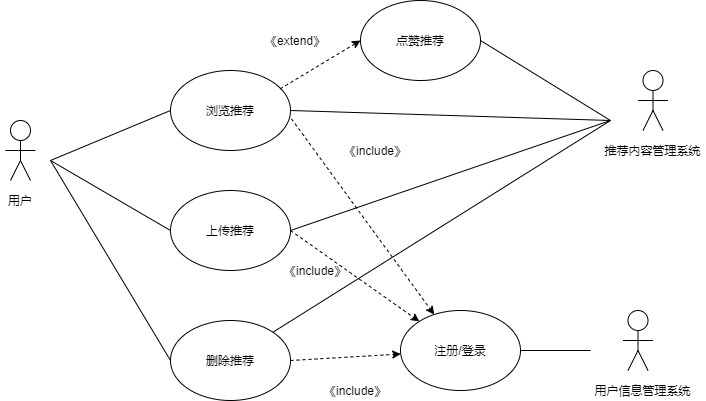 《extend》
点赞推荐
浏览推荐
《include》
推荐内容管理系统
用户
上传推荐
《include》
删除推荐
注册/登录
《include》
用户信息管理系统